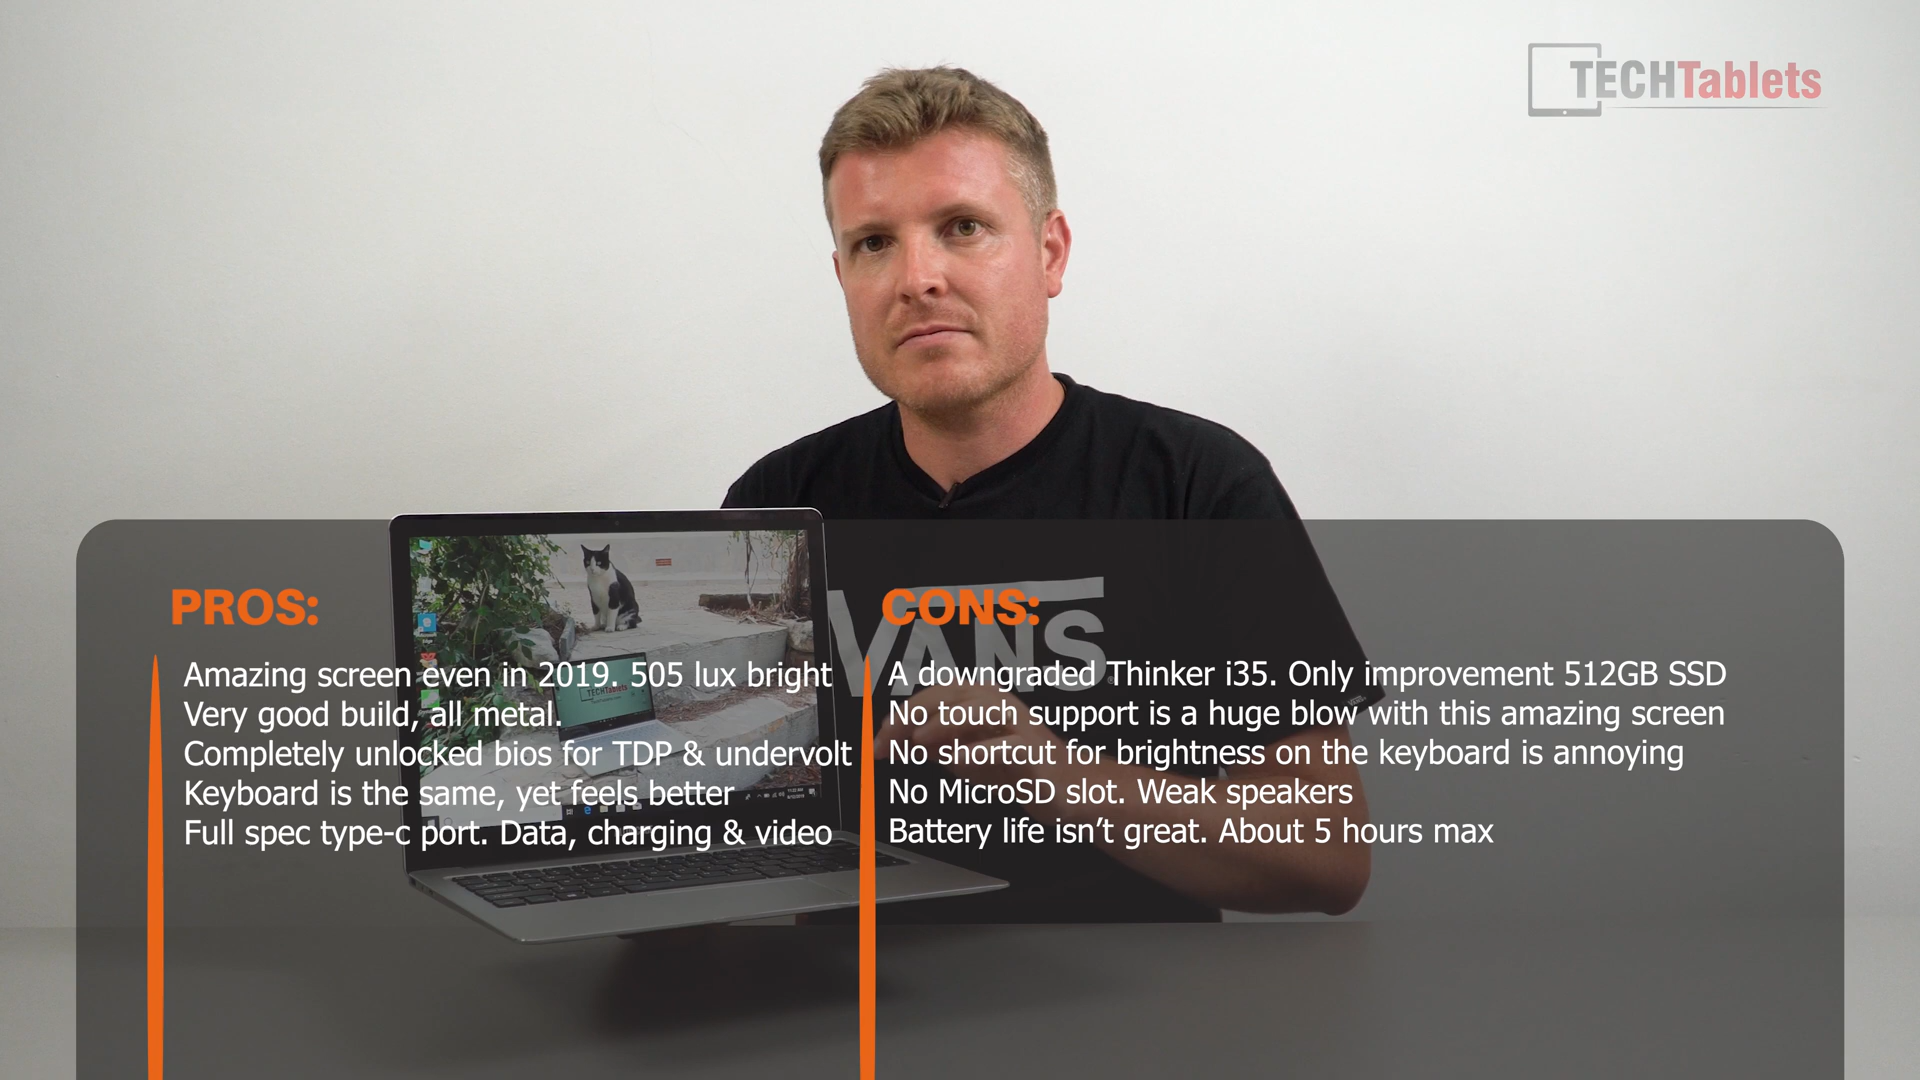 TECHTablets
PROS:
Amazing screen even in 2019. 505 lux bright
Very good build, all metal.
Completely unlocked bios for TDP & undervolt
Keyboard is the same, yet feels better
Full spec type-c port. Data, charging & video
CONS:
A downgraded Thinker i35. Only improvement 512GB SSD
No touch support is a huge blow with this amazing screen
No shortcut for brightness on the keyboard is annoying
No MicroSD slot. Weak speakers
Battery life isn't great. About 5 hours max
VANS
TECHTablets